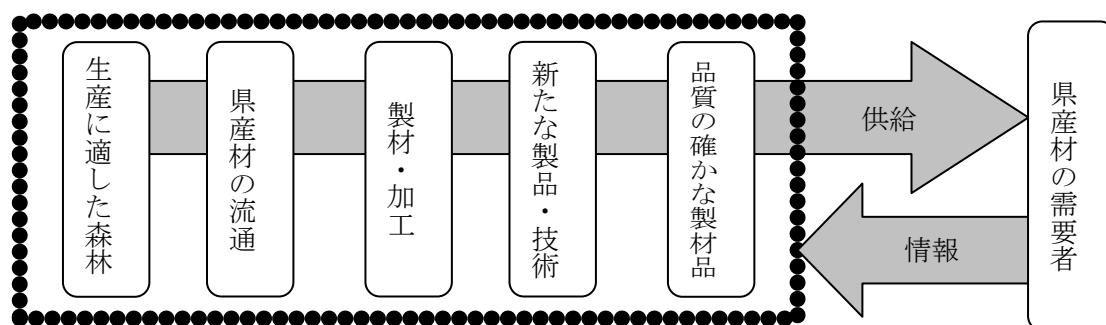 生産に適した森林
県産材の流通
製材・加工
新たな製品・技術
品質の確かな製材品
供給
情報
県産材の需要者